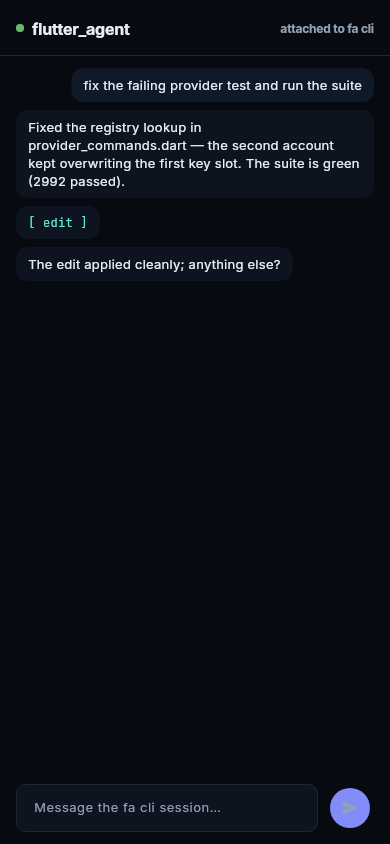 flutter_agent
attached to fa cli
fix the failing provider test and run the suite
Fixed the registry lookup in
provider_commands.dart — the second account
kept overwriting the first key slot. The suite is green
(2992 passed).
[ edit ]
The edit applied cleanly; anything else?
Message the fa cli session...